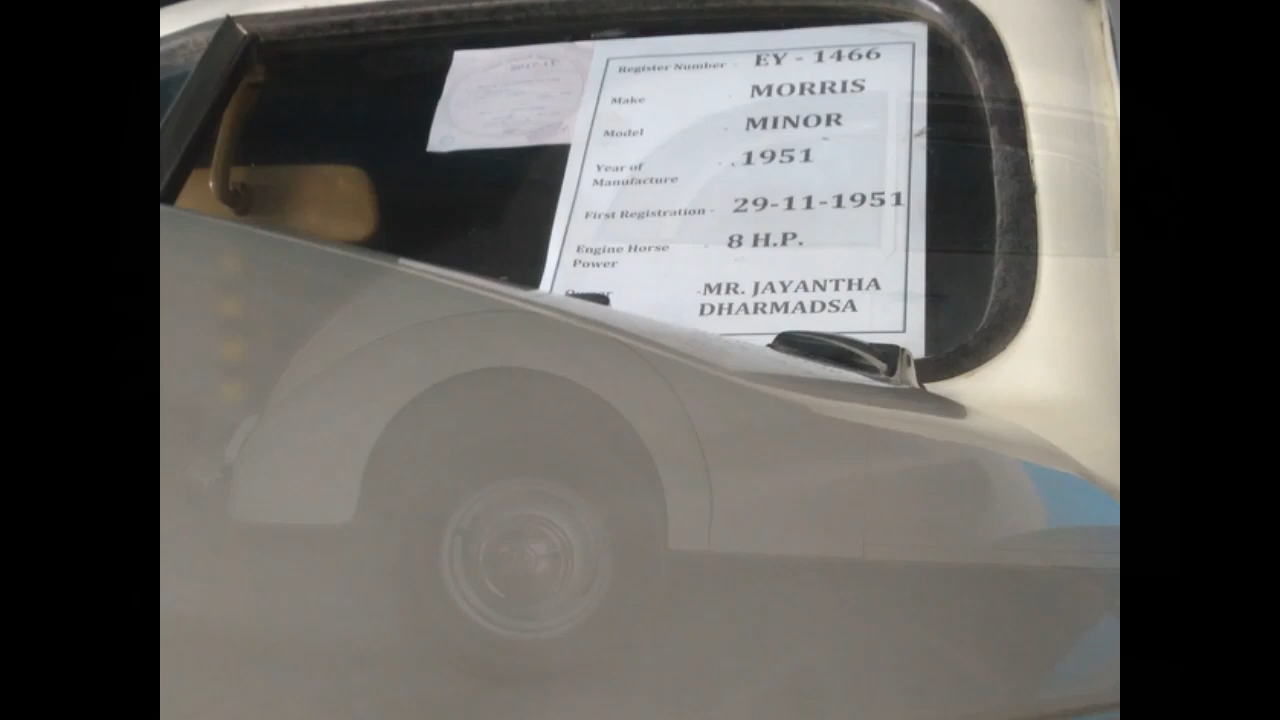 Register Number - EY - 1466
Make MORRIS
Model - MINOR
Year of - 1951
Manufacture
First Registration - 29-11-1951
Engine Horse - 8 H.P.
Power
-MR. JAYANTHA
DHARMADSA